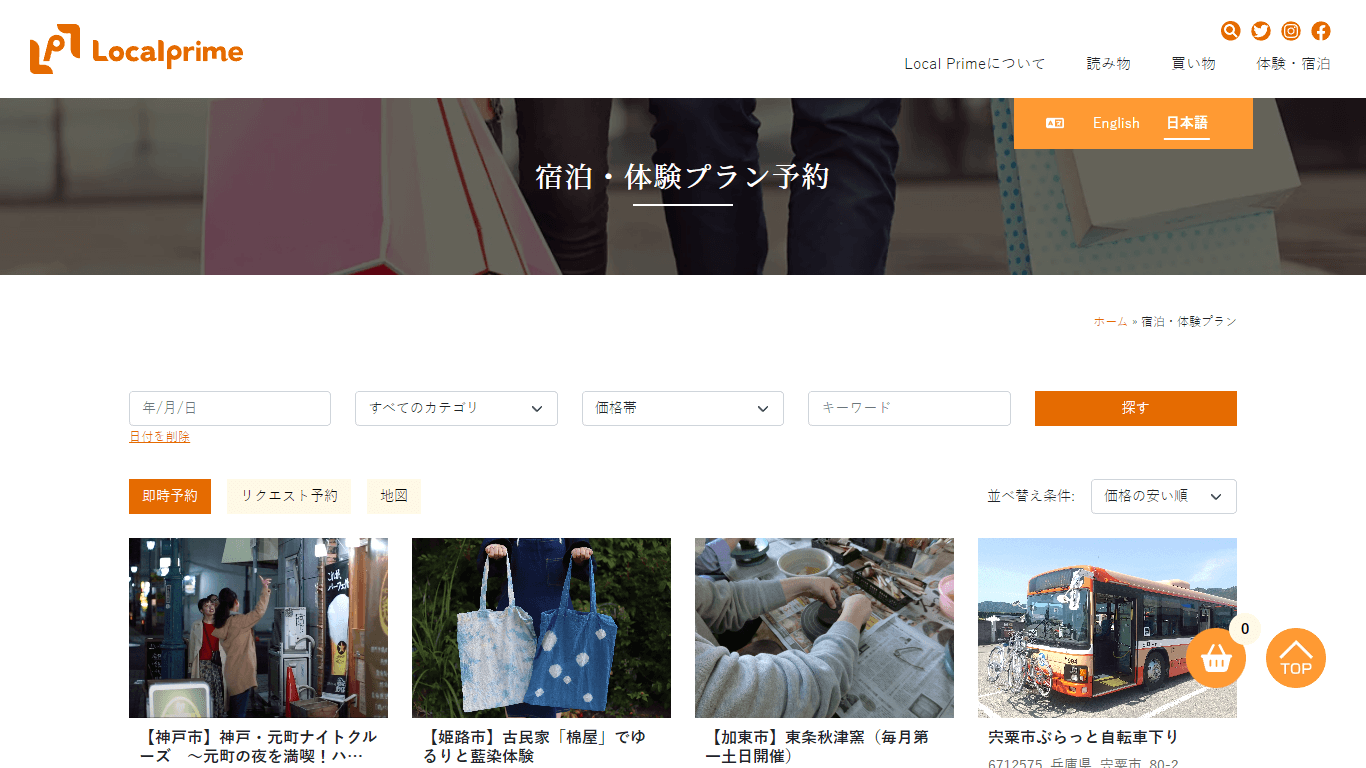 Localprime
Local Primeについて 読み物 買い物 体験・宿泊
English 日本語
宿泊・体験プラン予約
ホーム » 宿泊・体験プラン
年/月/日 すべてのカテゴリ 価格帯 キーワード 探す
日付を削除
即時予約 リクエスト予約 地図 並べ替え条件: 価格の安い順
【神戸市】神戸・元町ナイトクル
ーズ　～元町の夜を満喫！ハ…
【姫路市】古民家「棉屋」でゆ
るりと藍染体験
【加東市】東条秋津窯（毎月第
一土日開催）
宍粟市ぶらっと自転車下り
6712575, 兵庫県, 宍粟市, 80-2
0
TOP